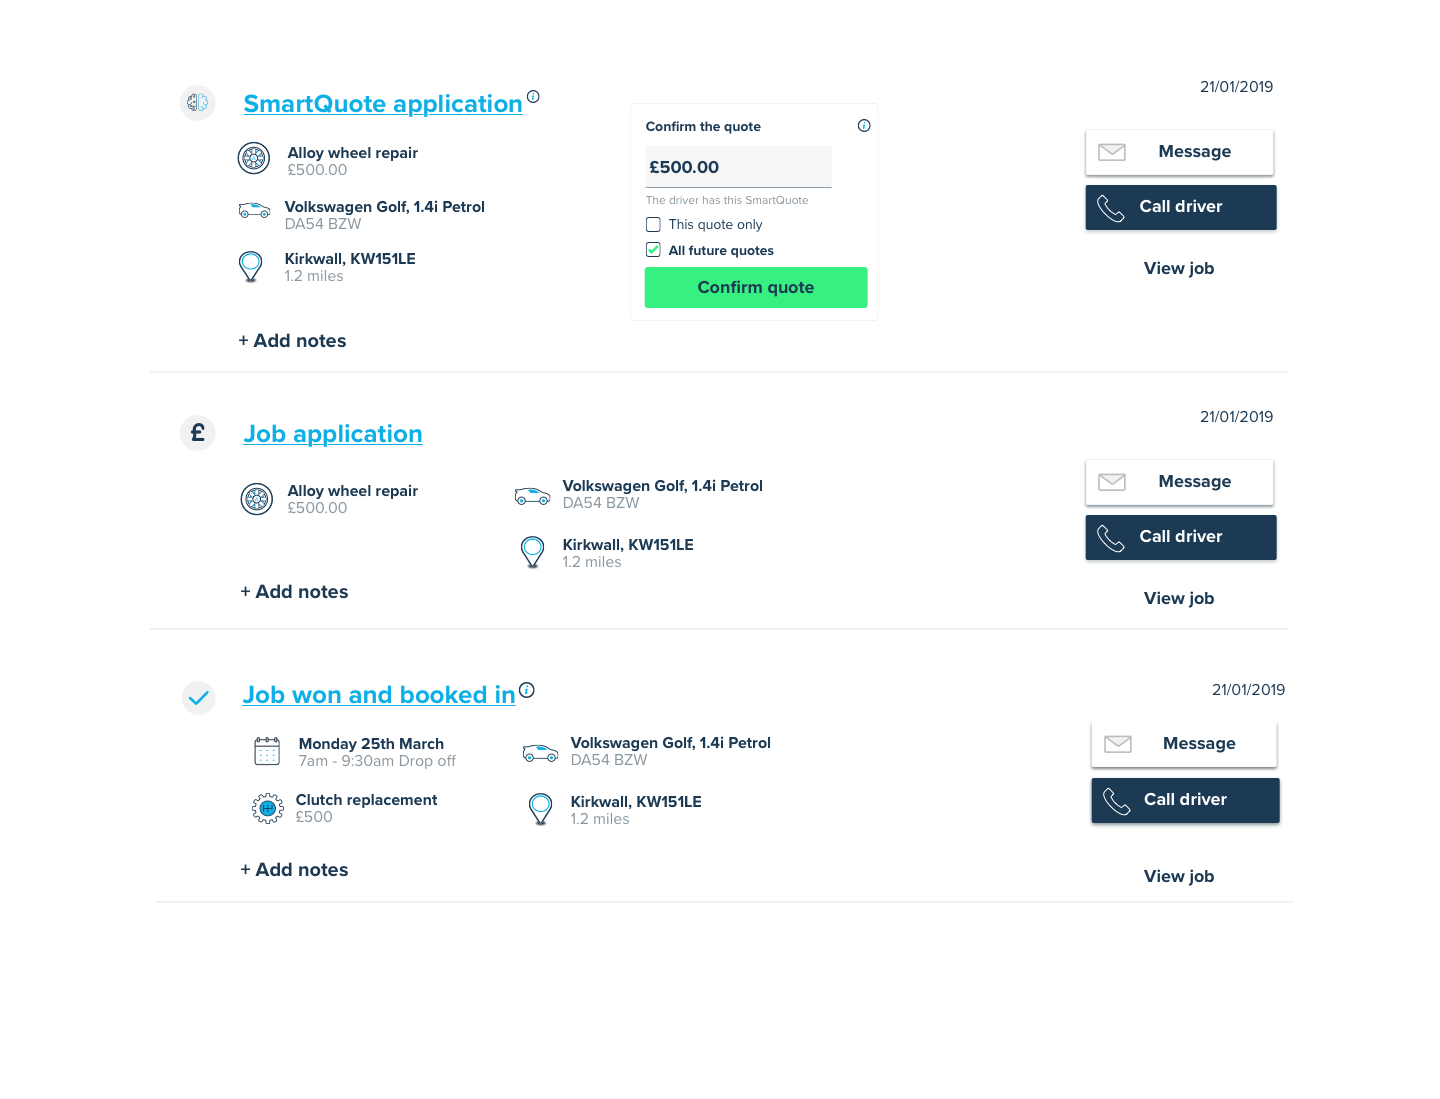 SmartQuote application
21/01/2019
Alloy wheel repair
£500.00
Volkswagen Golf, 1.4i Petrol
DA54 BZW
Kirkwall, KW151LE
1.2 miles
+ Add notes
Confirm the quote
£500.00
The driver has this SmartQuote
This quote only
All future quotes
Confirm quote
Message
Call driver
View job
£
Job application
21/01/2019
Alloy wheel repair
£500.00
Volkswagen Golf, 1.4i Petrol
DA54 BZW
Kirkwall, KW151LE
1.2 miles
+ Add notes
Message
Call driver
View job
Job won and booked in
21/01/2019
Monday 25th March
7am - 9:30am Drop off
Clutch replacement
£500
Volkswagen Golf, 1.4i Petrol
DA54 BZW
Kirkwall, KW151LE
1.2 miles
+ Add notes
Message
Call driver
View job